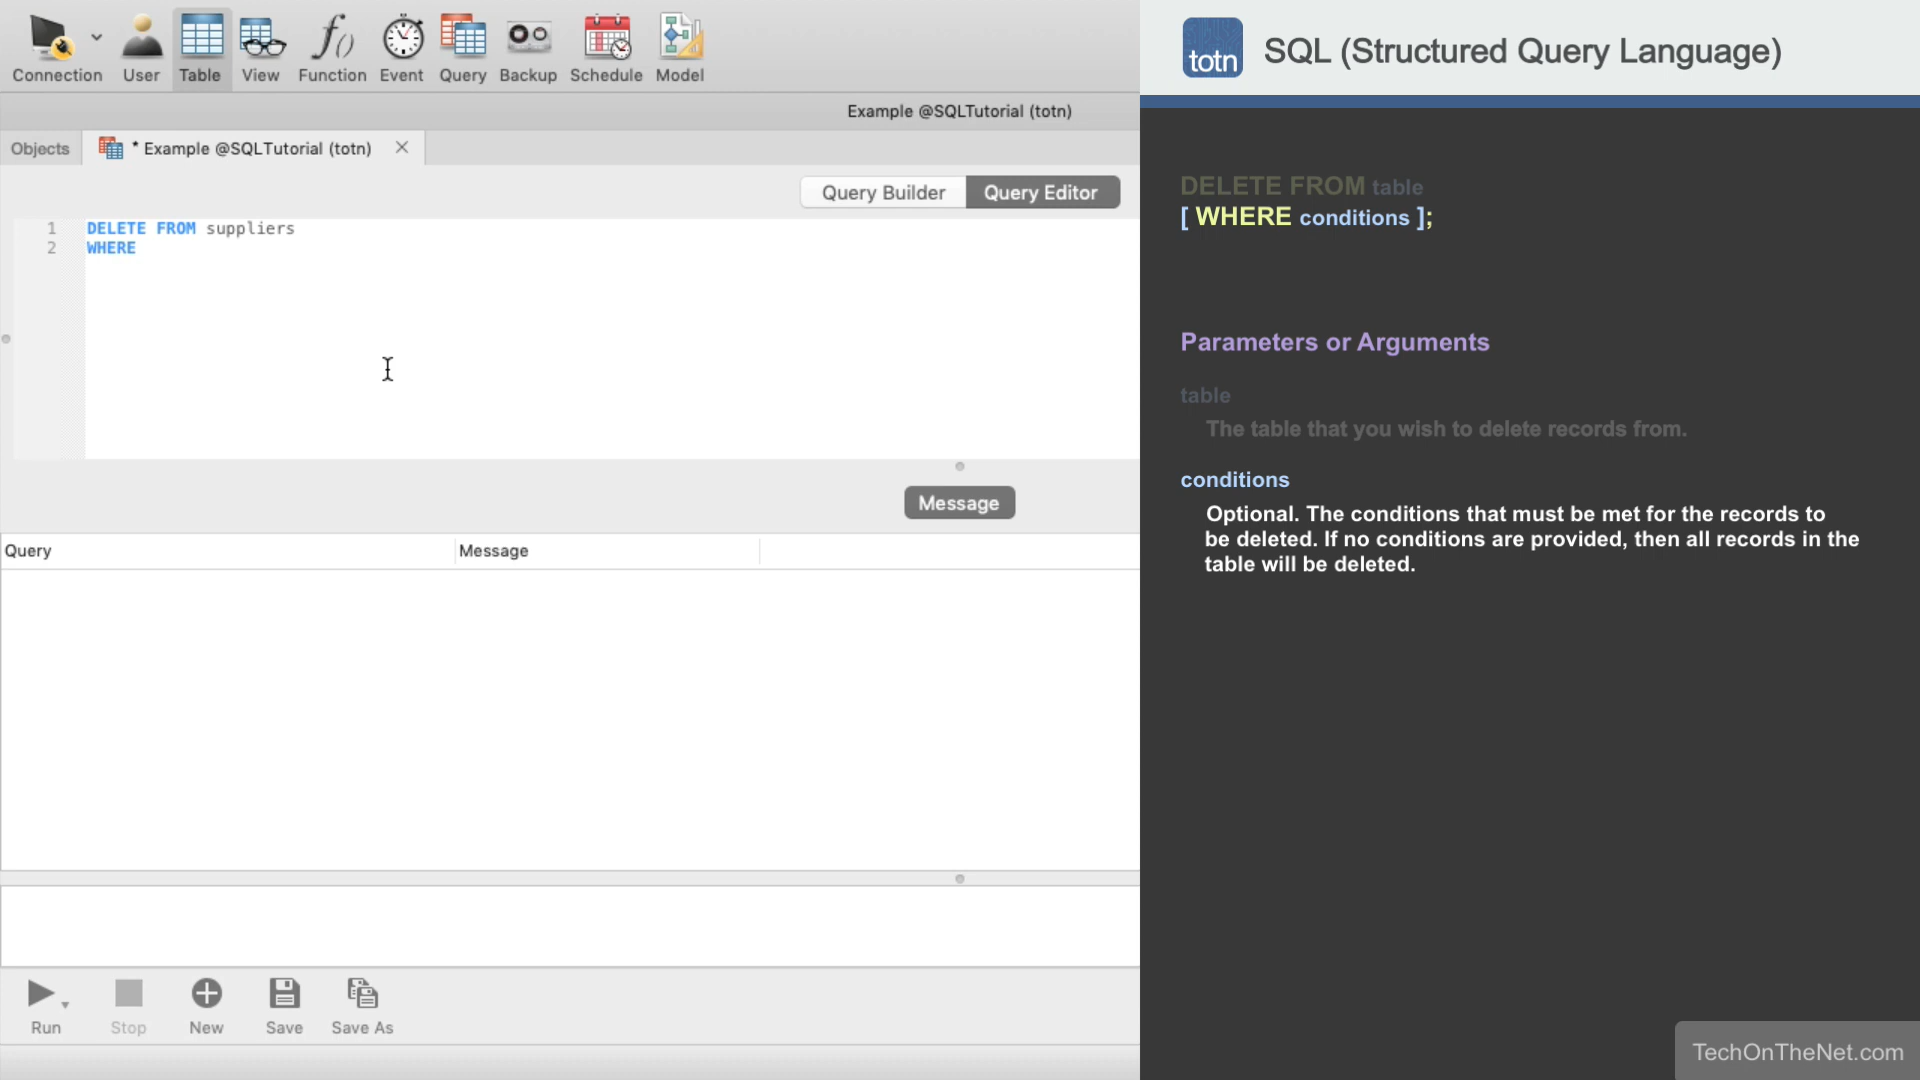 Connection User Table View Function Event Query Backup Schedule Model
Example @SQLTutorial (totn)
Objects * Example @SQLTutorial (totn)
Query Builder Query Editor
1 DELETE FROM suppliers
2 WHERE
Message
Query Message
Run Stop New Save Save As
totn SQL (Structured Query Language)
DELETE FROM table
[ WHERE conditions ];
Parameters or Arguments
table
The table that you wish to delete records from.
conditions
Optional. The conditions that must be met for the records to
be deleted. If no conditions are provided, then all records in the
table will be deleted.
TechOnTheNet.com